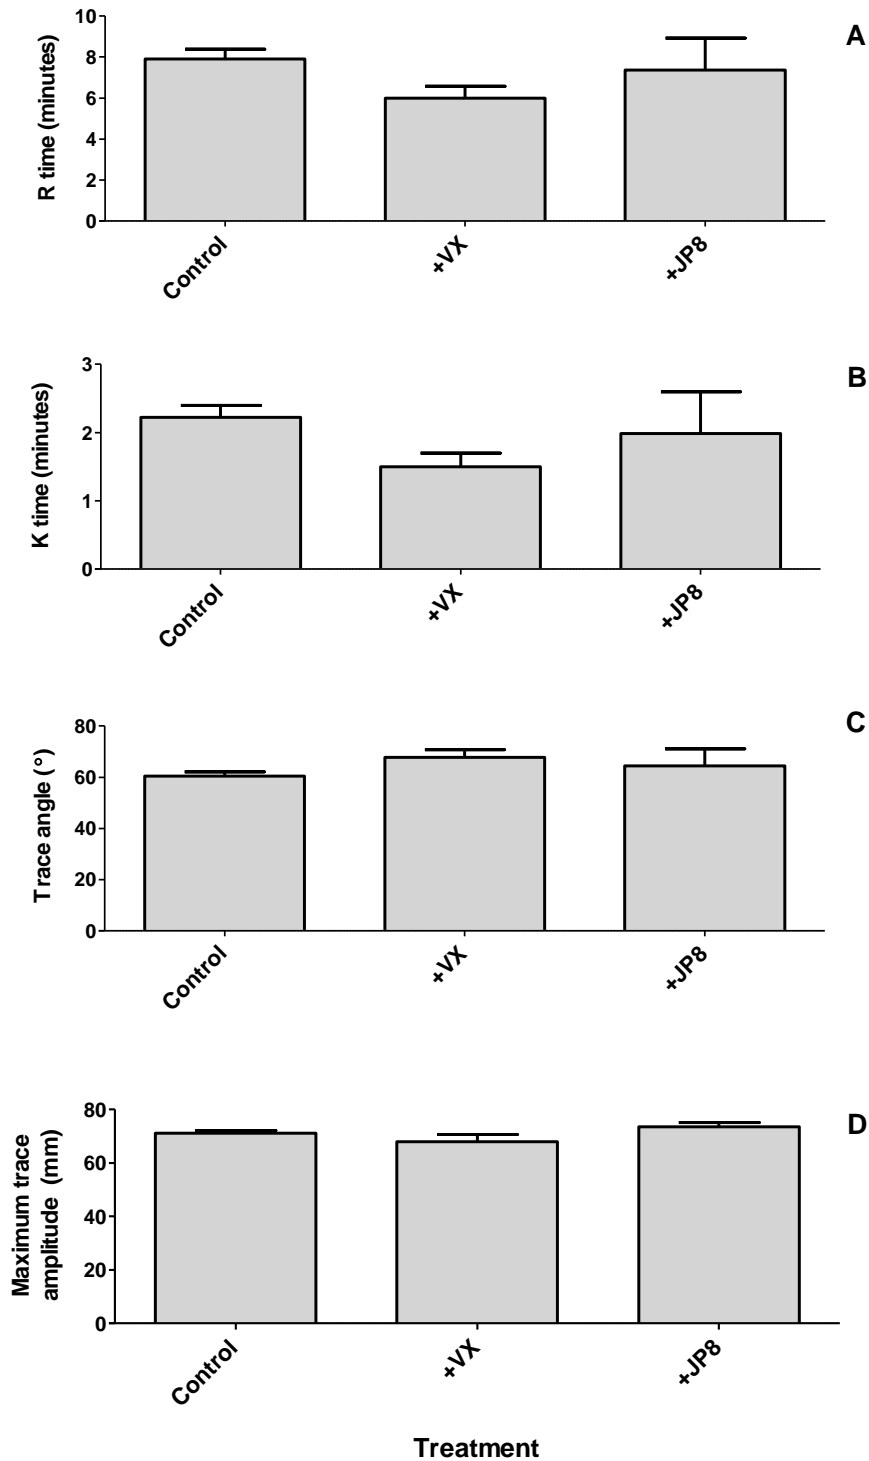 A
R time (minutes)
10
8
6
4
2
0
Control
+VX
+JP8
B
K time (minutes)
3
2
1
0
Control
+VX
+JP8
C
Trace angle (°)
80
60
40
20
0
Control
+VX
+JP8
D
Maximum trace
amplitude (mm)
80
60
40
20
0
Control
+VX
+JP8
Treatment